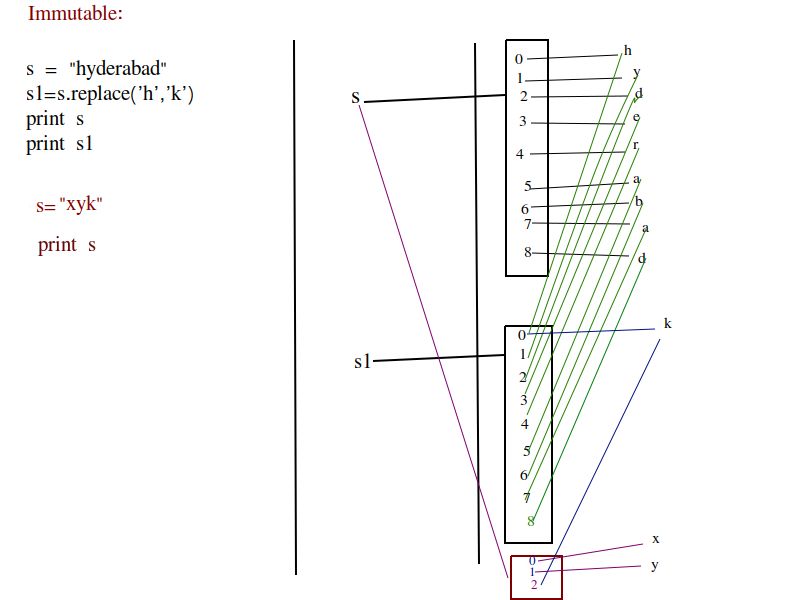 Immutable:
s = "hyderabad"
s1=s.replace('h','k')
print s
print s1
s="xyk"
print s
s
0 h
1 y
2 d
3 e
4 r
5 a
6 b
7 a
8 d
s1
0 k
1
2
3
4
5
6
7
8
0 x
1 y
2